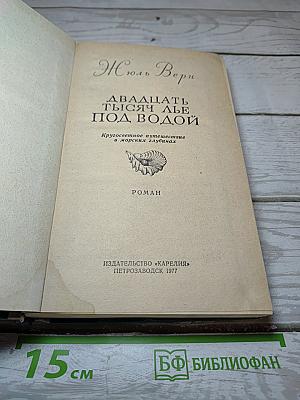 Жюль Верн
ДВАДЦАТЬ
ТЫСЯЧ ЛЬЕ
ПОД ВОДОЙ
Кругосветное путешествие
в морских глубинах
РОМАН
ИЗДАТЕЛЬСТВО «КАРЕЛИЯ»
ПЕТРОЗАВОДСК 1977
15 см
БФ БИБЛИОФАН